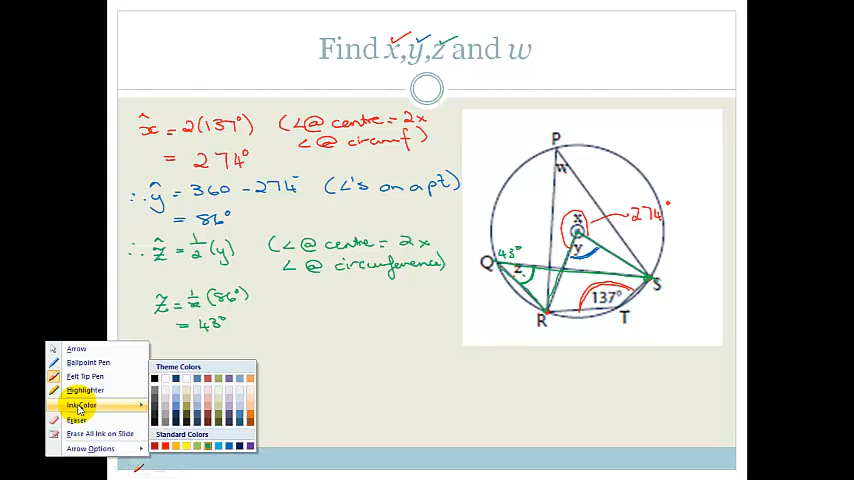 Find x,y,z and w
x̂ = 2(137°) (∠@ centre = 2x
∠@ circumf)
= 274°
∴ ŷ = 360 - 274° (∠'s on a pt)
= 86°
∴ ẑ = 1/2 (y) (∠@ centre = 2x
∠@ circumference)
ẑ = 1/2 (86°)
= 43°
P
w
x
274°
y
Q
43°
z
S
137°
R
T
Arrow
Ballpoint Pen
Felt Tip Pen
Highlighter
Ink Color
Eraser
Erase All Ink on Slide
Arrow Options
Theme Colors
Standard Colors